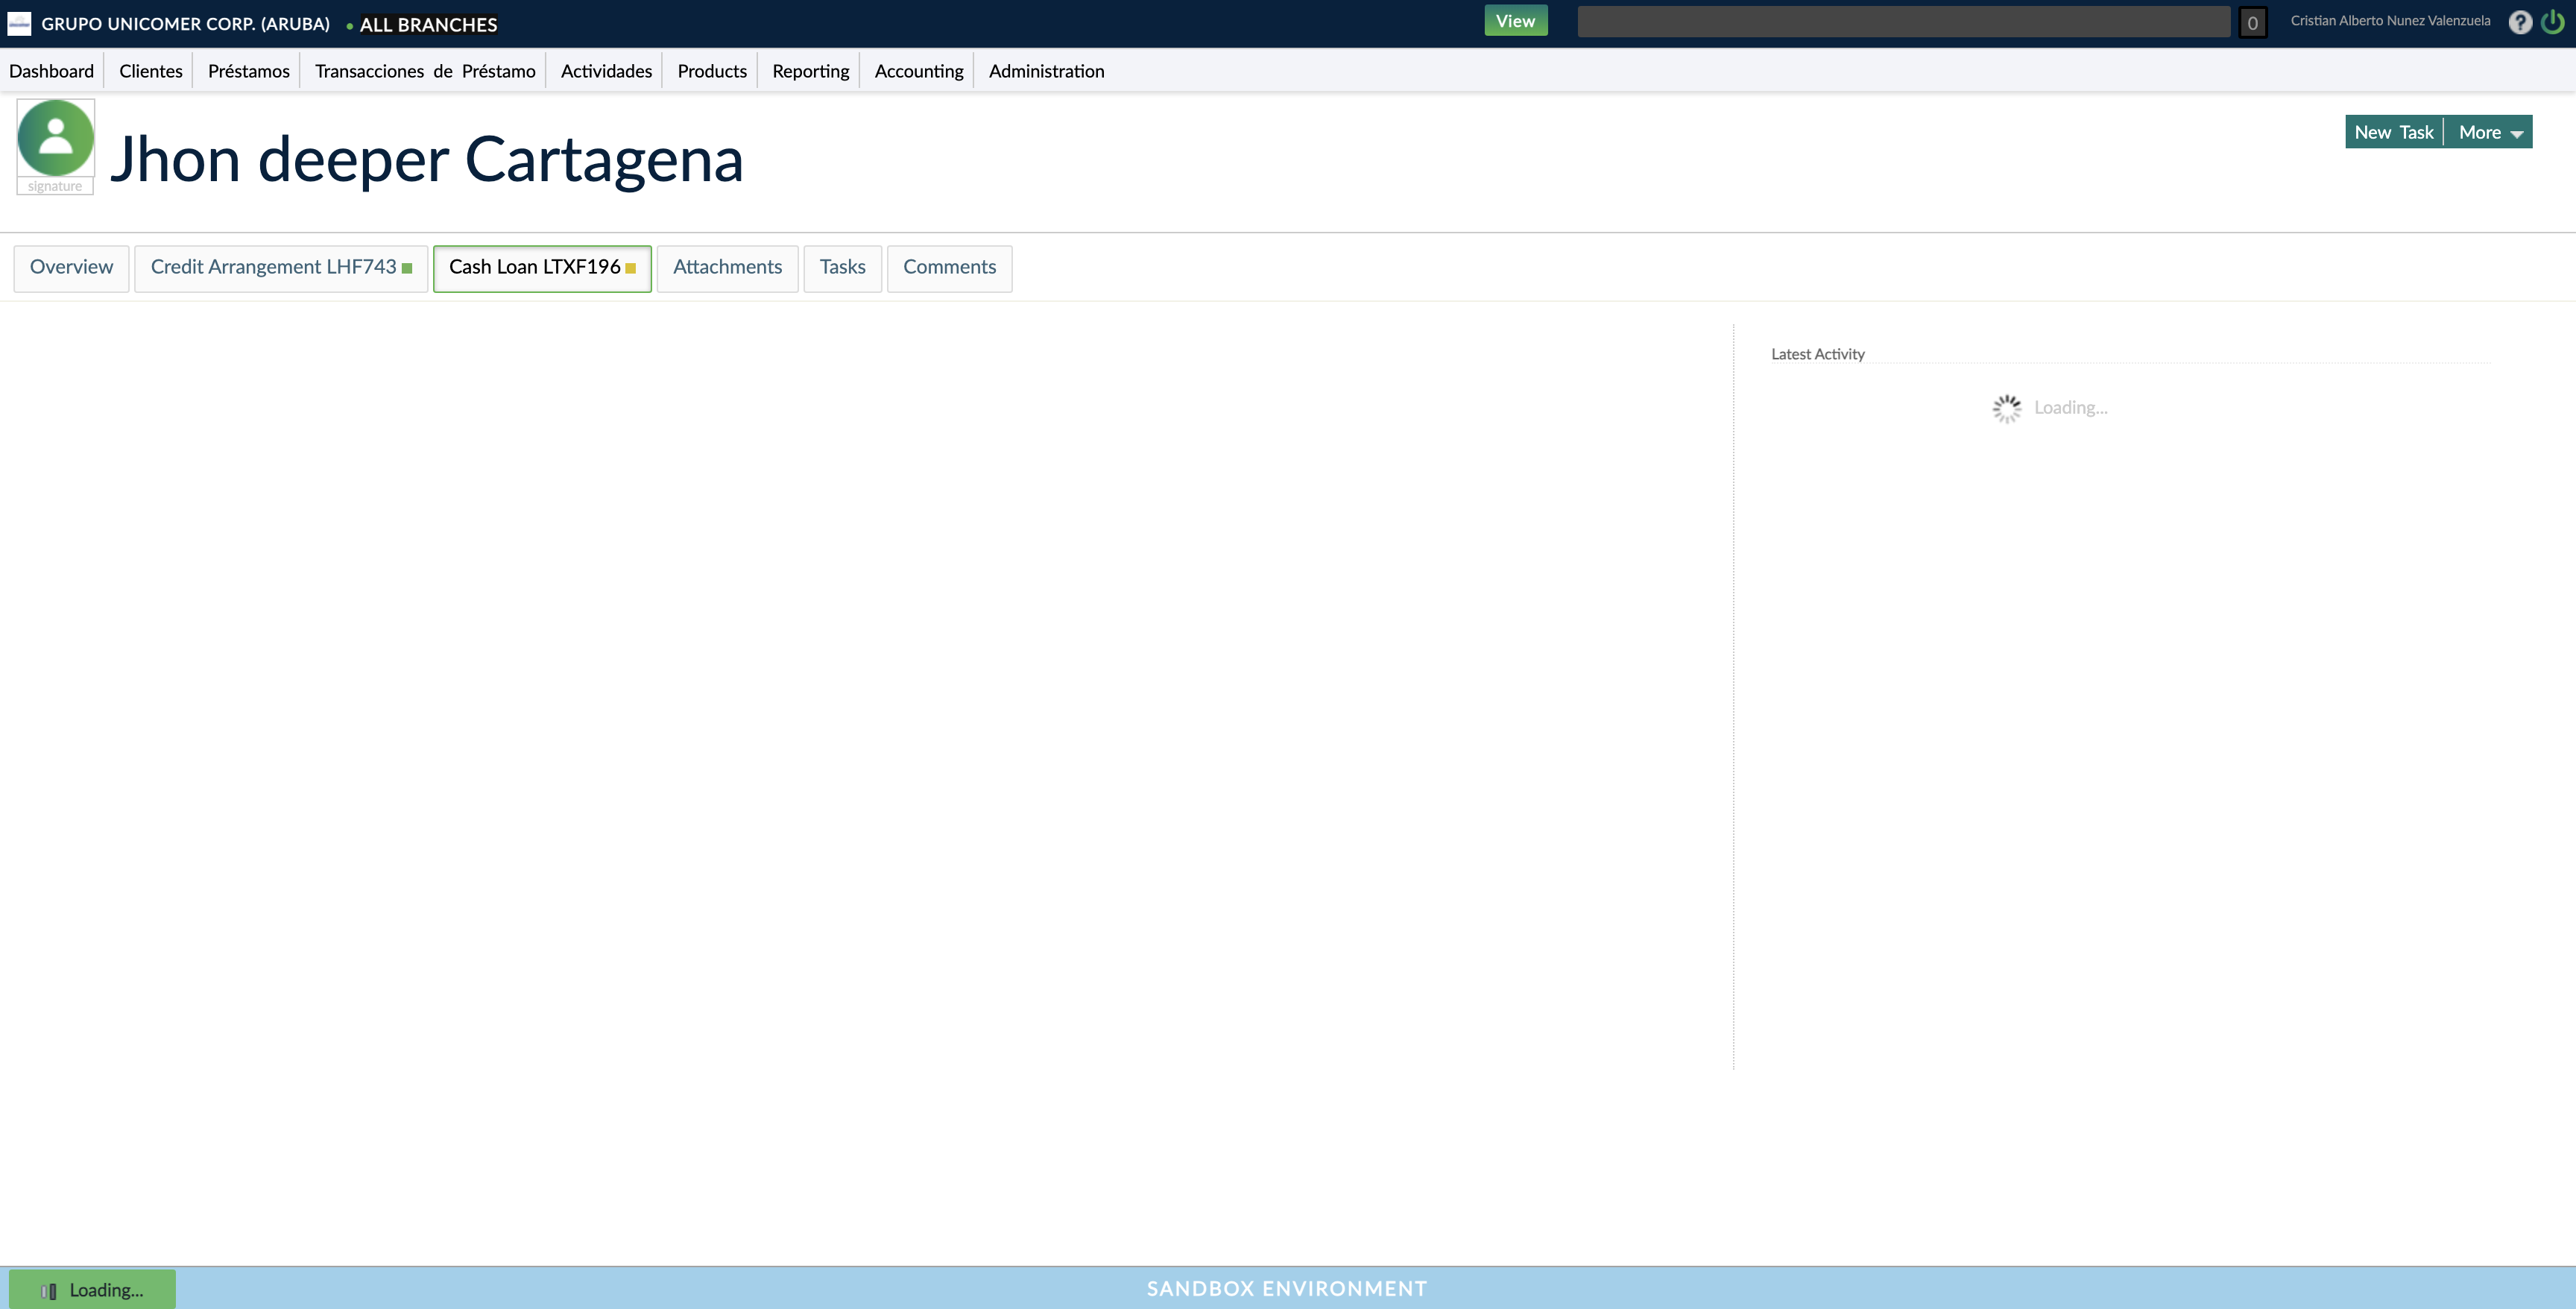 GRUPO UNICOMER CORP. (ARUBA) • ALL BRANCHES View 0 Cristian Alberto Nunez Valenzuela ?
Dashboard Clientes Préstamos Transacciones de Préstamo Actividades Products Reporting Accounting Administration
New Task More
Jhon deeper Cartagena
signature
Overview Credit Arrangement LHF743 Cash Loan LTXF196 Attachments Tasks Comments
Latest Activity
Loading...
Loading... SANDBOX ENVIRONMENT